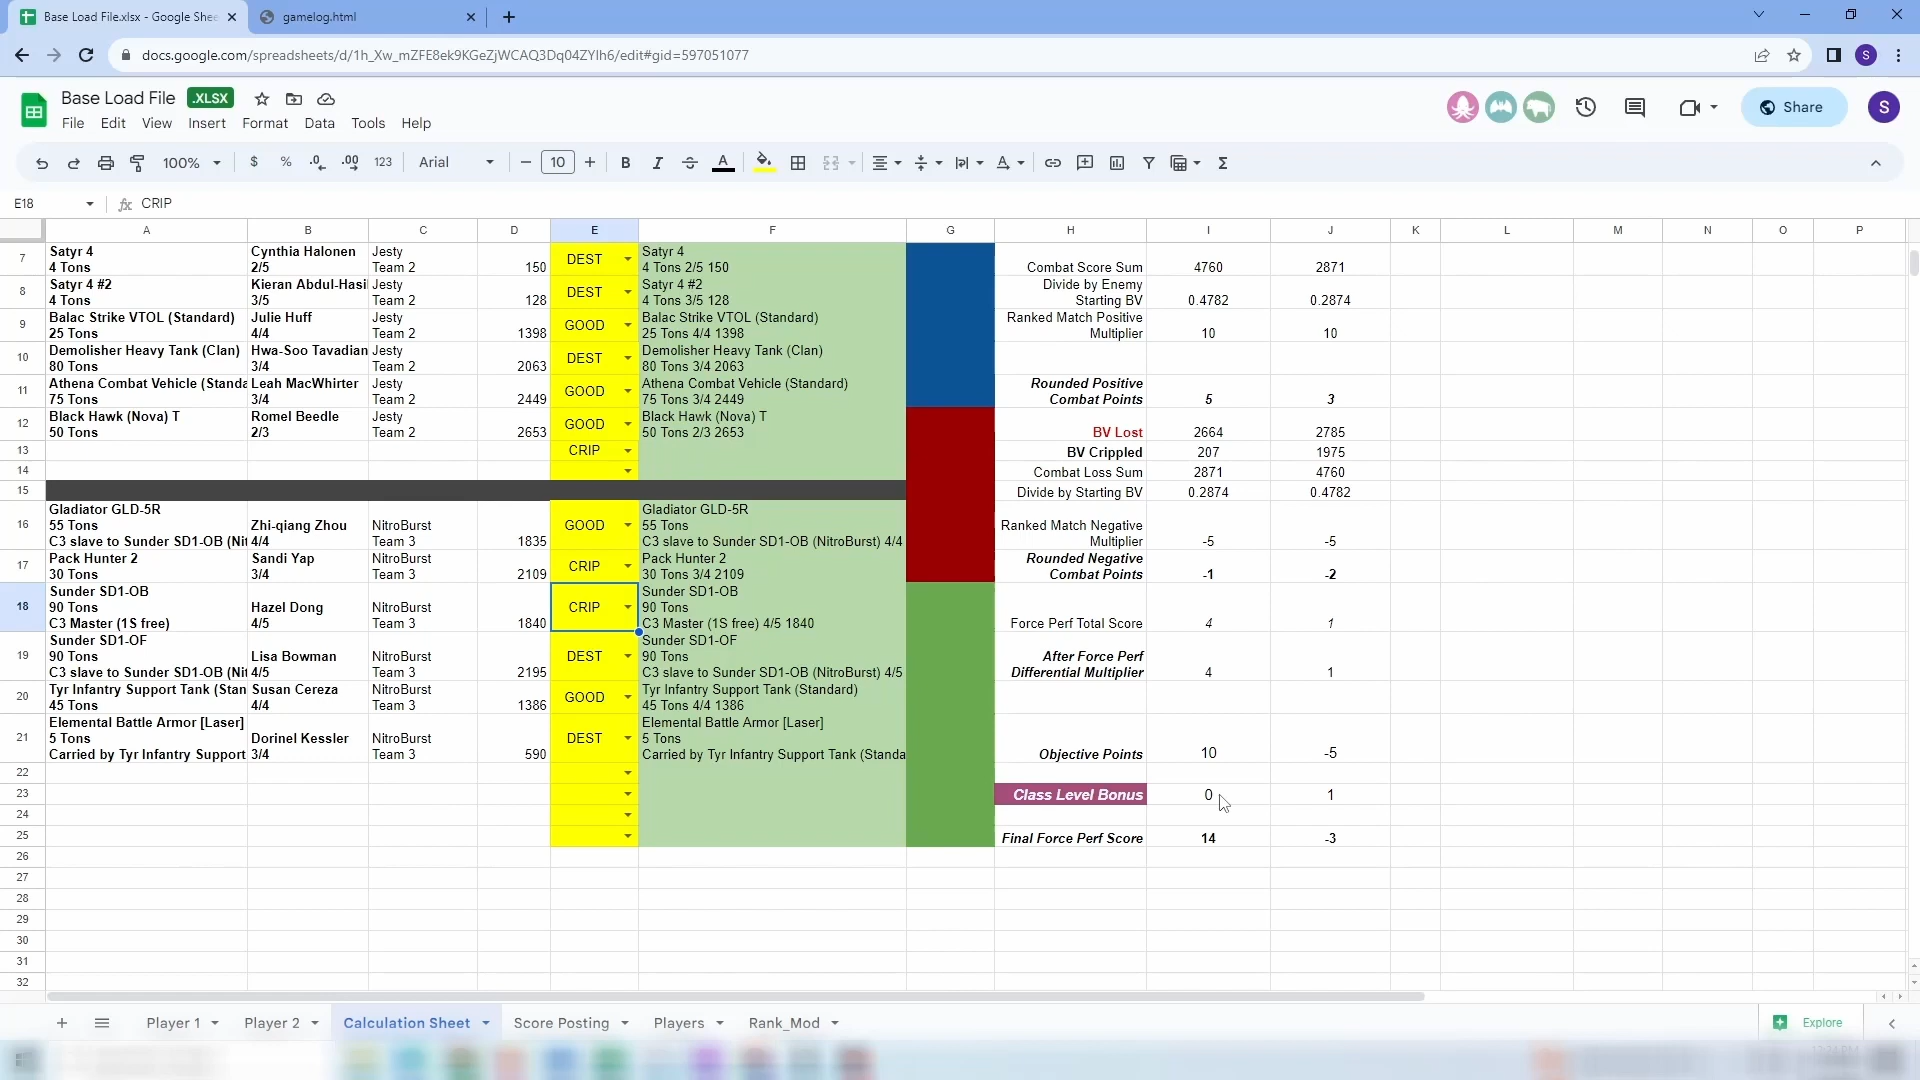 Base Load File.xlsx - Google Shee
gamelog.html
docs.google.com/spreadsheets/d/1h_Xw_mZFE8ek9KGeZjWCAQ3Dq04ZYlh6/edit#gid=597051077
S
Base Load File .XLSX
Share
S
File Edit View Insert Format Data Tools Help
100% $ % .0 .00 123 Arial 10 B I S A Σ
E18 fx CRIP
A B C D E F G H I J K L M N O P
7 Satyr 4 Cynthia Halonen Jesty DEST Satyr 4
4 Tons 2/5 Team 2 150 4 Tons 2/5 150 Combat Score Sum 4760 2871
8 Satyr 4 #2 Kieran Abdul-Hasi Jesty DEST Satyr 4 #2 Divide by Enemy
4 Tons 3/5 Team 2 128 4 Tons 3/5 128 Starting BV 0.4782 0.2874
9 Balac Strike VTOL (Standard) Julie Huff Jesty GOOD Balac Strike VTOL (Standard) Ranked Match Positive
25 Tons 4/4 Team 2 1398 25 Tons 4/4 1398 Multiplier 10 10
10 Demolisher Heavy Tank (Clan) Hwa-Soo Tavadian Jesty DEST Demolisher Heavy Tank (Clan)
80 Tons 3/4 Team 2 2063 80 Tons 3/4 2063
11 Athena Combat Vehicle (Standa Leah MacWhirter Jesty GOOD Athena Combat Vehicle (Standard) Rounded Positive
75 Tons 3/4 Team 2 2449 75 Tons 3/4 2449 Combat Points 5 3
12 Black Hawk (Nova) T Romel Beedle Jesty GOOD Black Hawk (Nova) T
50 Tons 2/3 Team 2 2653 50 Tons 2/3 2653 BV Lost 2664 2785
13 CRIP BV Crippled 207 1975
14 Combat Loss Sum 2871 4760
15 Divide by Starting BV 0.2874 0.4782
Gladiator GLD-5R Gladiator GLD-5R
16 55 Tons Zhi-qiang Zhou NitroBurst GOOD 55 Tons Ranked Match Negative
C3 slave to Sunder SD1-OB (Nit 4/4 Team 3 1835 C3 slave to Sunder SD1-OB (NitroBurst) 4/4 Multiplier -5 -5
17 Pack Hunter 2 Sandi Yap NitroBurst CRIP Pack Hunter 2 Rounded Negative
30 Tons 3/4 Team 3 2109 30 Tons 3/4 2109 Combat Points -1 -2
Sunder SD1-OB Sunder SD1-OB
18 90 Tons Hazel Dong NitroBurst CRIP 90 Tons
C3 Master (1S free) 4/5 Team 3 1840 C3 Master (1S free) 4/5 1840 Force Perf Total Score 4 1
Sunder SD1-OF Sunder SD1-OF
19 90 Tons Lisa Bowman NitroBurst DEST 90 Tons After Force Perf
C3 slave to Sunder SD1-OB (Nit 4/5 Team 3 2195 C3 slave to Sunder SD1-OB (NitroBurst) 4/5 Differential Multiplier 4 1
20 Tyr Infantry Support Tank (Stan Susan Cereza NitroBurst GOOD Tyr Infantry Support Tank (Standard)
45 Tons 4/4 Team 3 1386 45 Tons 4/4 1386
Elemental Battle Armor [Laser] Elemental Battle Armor [Laser]
21 5 Tons Dorinel Kessler NitroBurst DEST 5 Tons
Carried by Tyr Infantry Support 3/4 Team 3 590 Carried by Tyr Infantry Support Tank (Standa Objective Points 10 -5
22
23 Class Level Bonus 0 1
24
25 Final Force Perf Score 14 -3
26
27
28
29
30
31
32
Player 1 Player 2 Calculation Sheet Score Posting Players Rank_Mod Explore